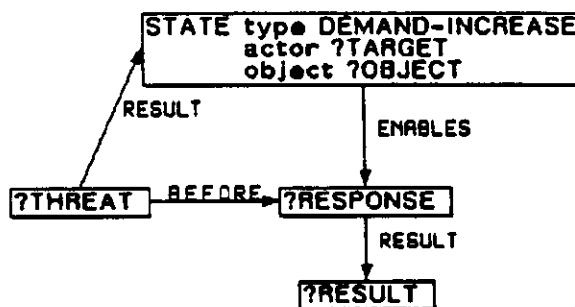 STATE type DEMAND-INCREASE
actor ?TARGET
object ?OBJECT
RESULT
ENABLES
?THREAT
BEFORE
?RESPONSE
RESULT
?RESULT